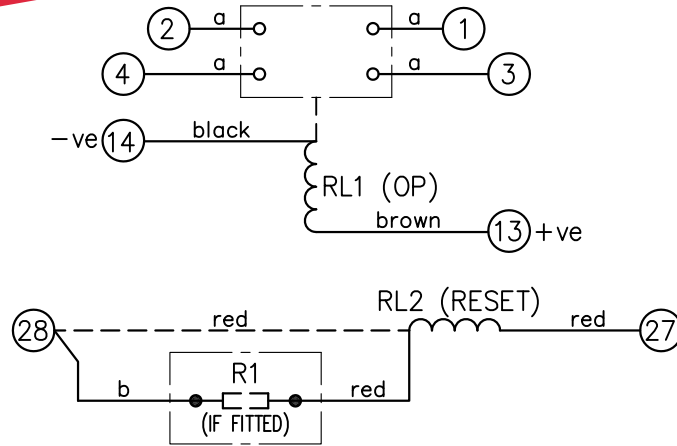 2 a a 1
4 a a 3
-ve 14 black
RL1 (OP)
brown 13 +ve
RL2 (RESET)
28 red red 27
R1
b red
(IF FITTED)